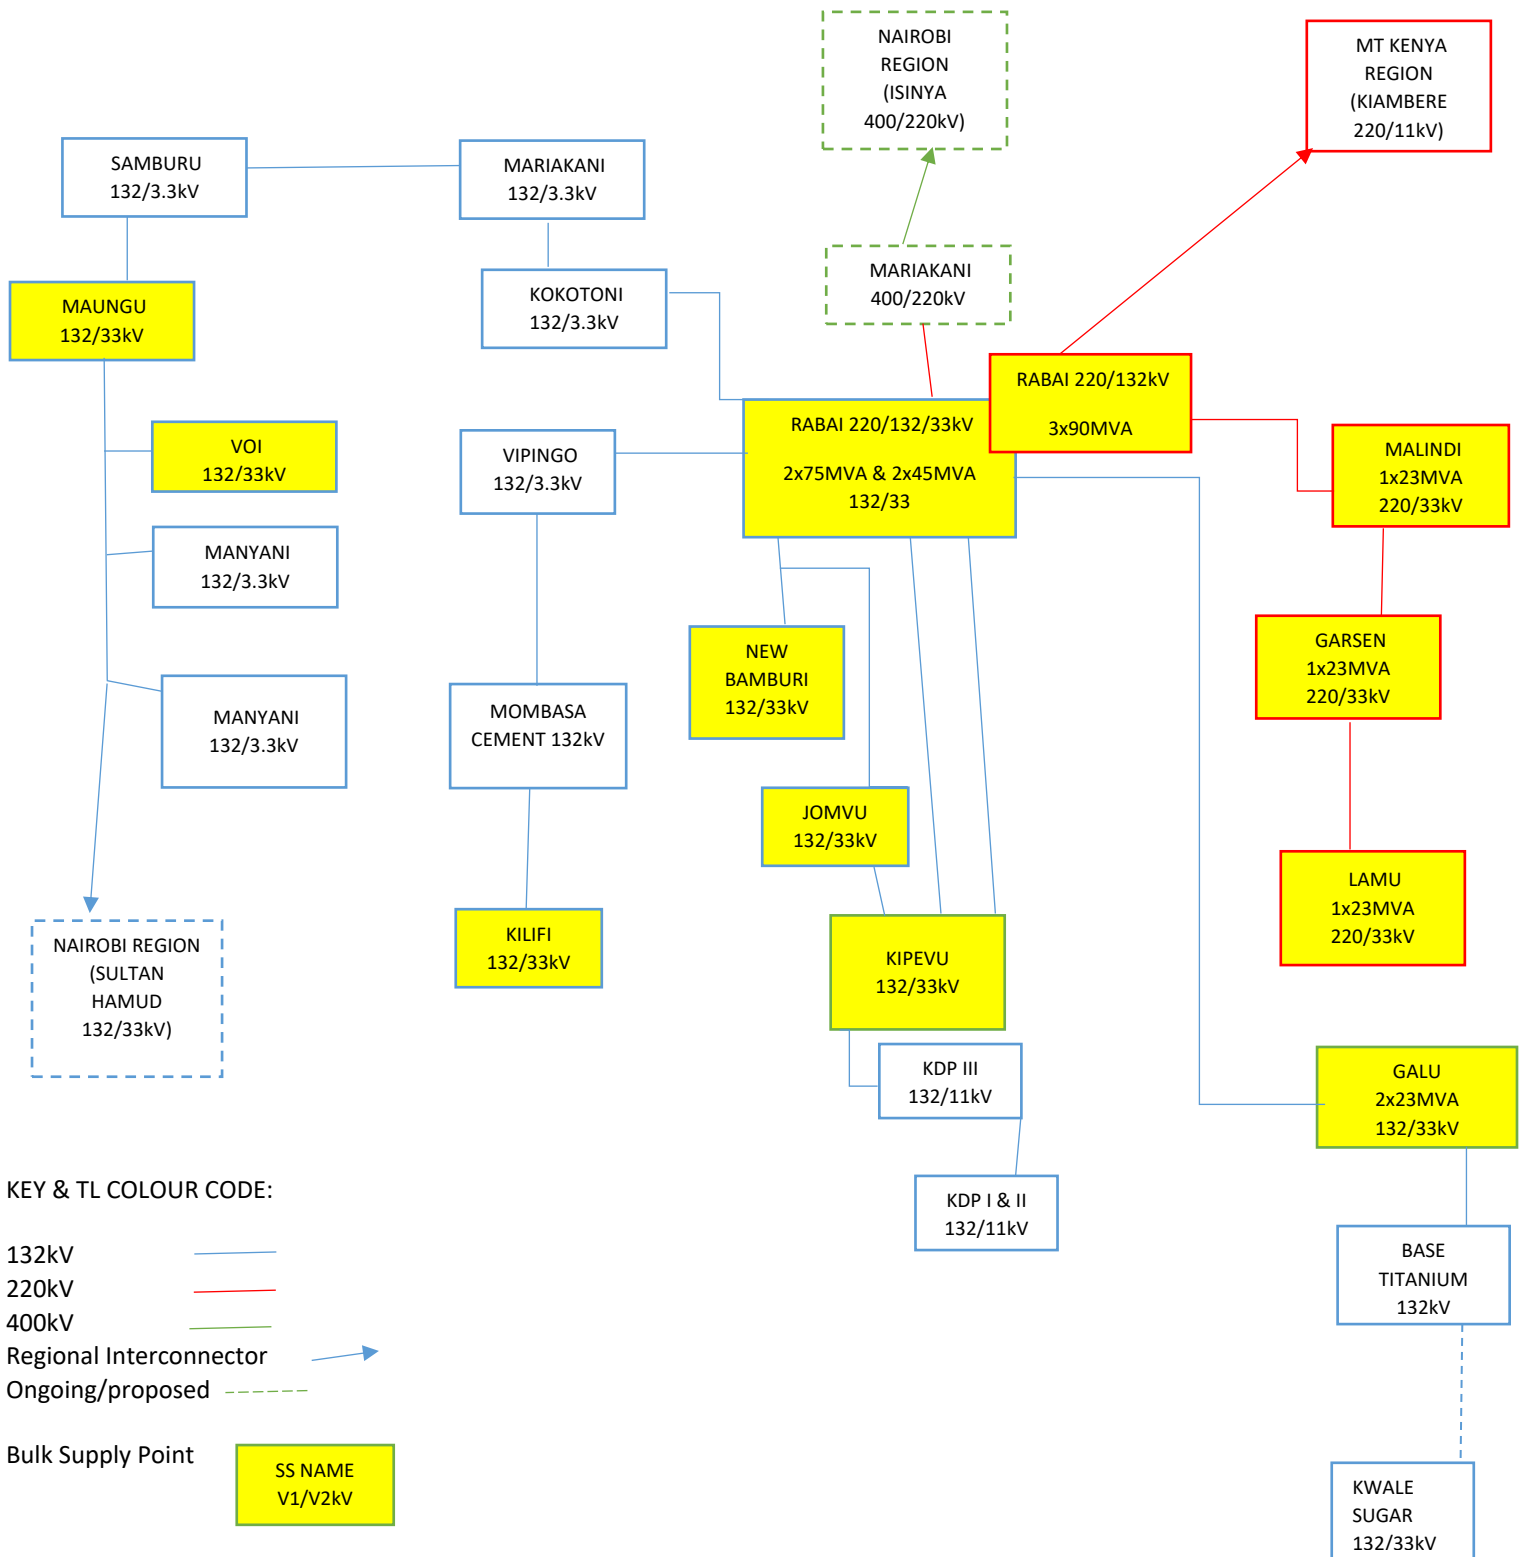 NAIROBI
REGION
(ISINYA
400/220kV)
MT KENYA
REGION
(KIAMBERE
220/11kV)
SAMBURU
132/3.3kV
MARIAKANI
132/3.3kV
MARIAKANI
400/220kV
MAUNGU
132/33kV
KOKOTONI
132/3.3kV
RABAI 220/132kV
3x90MVA
RABAI 220/132/33kV
2x75MVA & 2x45MVA
132/33
VOI
132/33kV
VIPINGO
132/3.3kV
MALINDI
1x23MVA
220/33kV
MANYANI
132/3.3kV
NEW
BAMBURI
132/33kV
GARSEN
1x23MVA
220/33kV
MANYANI
132/3.3kV
MOMBASA
CEMENT 132kV
JOMVU
132/33kV
LAMU
1x23MVA
220/33kV
NAIROBI REGION
(SULTAN
HAMUD
132/33kV)
KILIFI
132/33kV
KIPEVU
132/33kV
KDP III
132/11kV
GALU
2x23MVA
132/33kV
KDP I & II
132/11kV
BASE
TITANIUM
132kV
KWALE
SUGAR
132/33kV
KEY & TL COLOUR CODE:
132kV
220kV
400kV
Regional Interconnector
Ongoing/proposed
Bulk Supply Point
SS NAME
V1/V2kV